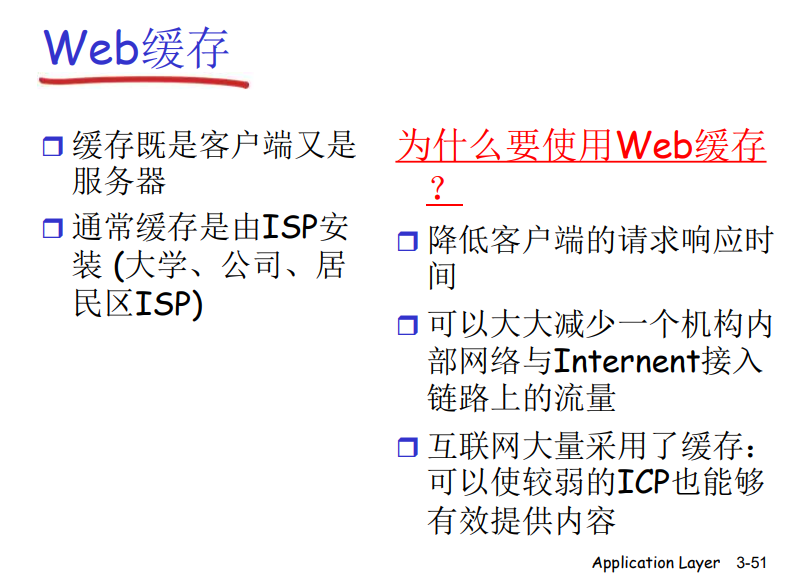 Web缓存
缓存既是客户端又是
服务器
通常缓存是由ISP安
装 (大学、公司、居
民区ISP)
为什么要使用Web缓存
？
降低客户端的请求响应时
间
可以大大减少一个机构内
部网络与Internent接入
链路上的流量
互联网大量采用了缓存：
可以使较弱的ICP也能够
有效提供内容
Application Layer 3-51